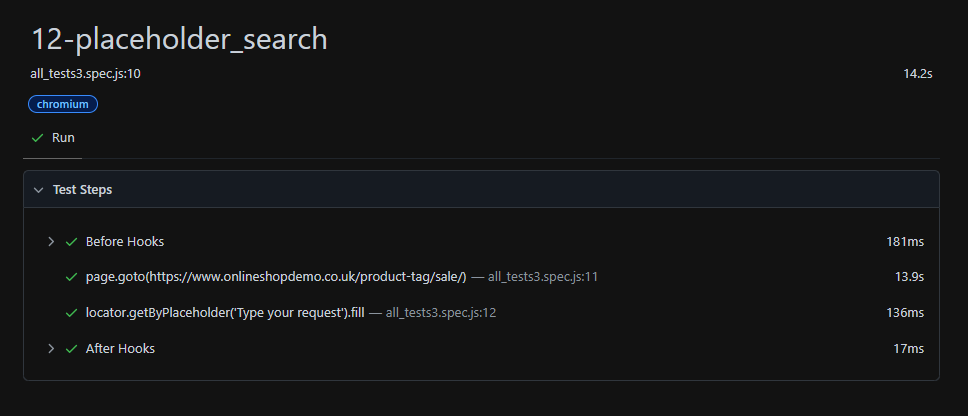 12-placeholder_search
all_tests3.spec.js:10 14.2s
chromium
Run
Test Steps
Before Hooks 181ms
page.goto(https://www.onlineshopdemo.co.uk/product-tag/sale/) — all_tests3.spec.js:11 13.9s
locator.getByPlaceholder('Type your request').fill — all_tests3.spec.js:12 136ms
After Hooks 17ms